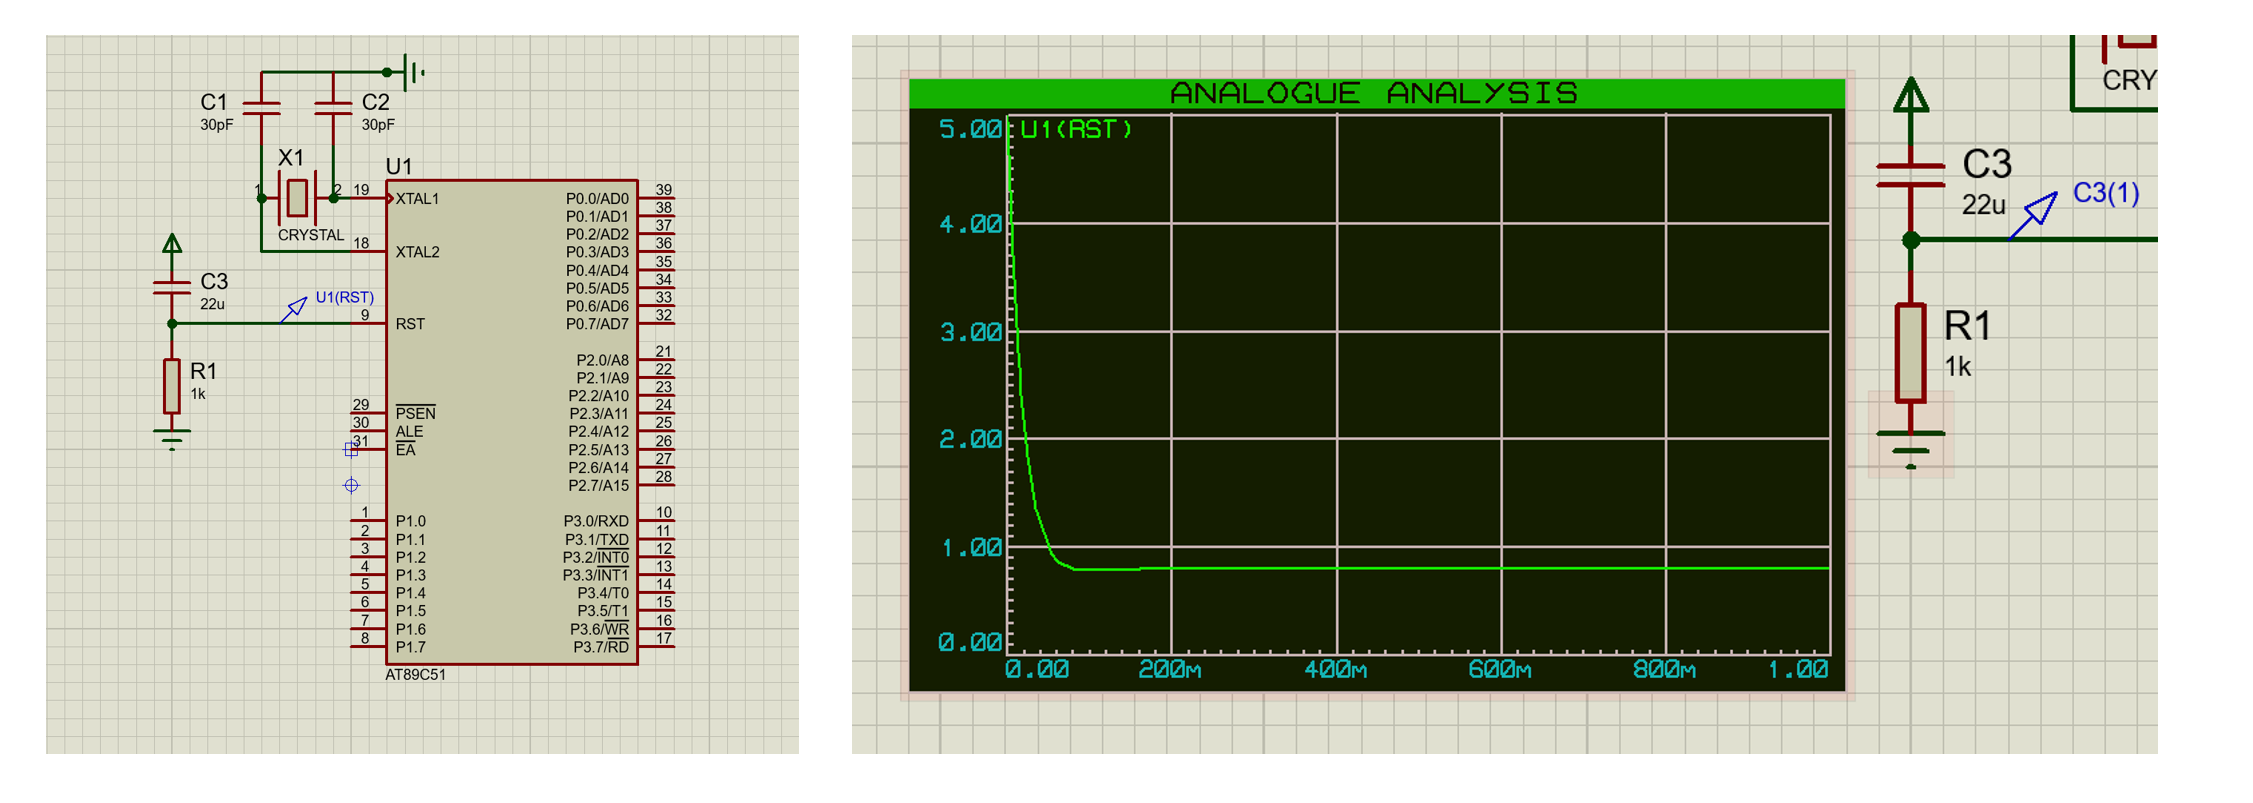 C1
30pF
C2
30pF
X1
1
2
CRYSTAL
U1
19 XTAL1
18 XTAL2
9 RST
29 PSEN
30 ALE
31 EA
1 P1.0
2 P1.1
3 P1.2
4 P1.3
5 P1.4
6 P1.5
7 P1.6
8 P1.7
P0.0/AD0 39
P0.1/AD1 38
P0.2/AD2 37
P0.3/AD3 36
P0.4/AD4 35
P0.5/AD5 34
P0.6/AD6 33
P0.7/AD7 32
P2.0/A8 21
P2.1/A9 22
P2.2/A10 23
P2.3/A11 24
P2.4/A12 25
P2.5/A13 26
P2.6/A14 27
P2.7/A15 28
P3.0/RXD 10
P3.1/TXD 11
P3.2/INT0 12
P3.3/INT1 13
P3.4/T0 14
P3.5/T1 15
P3.6/WR 16
P3.7/RD 17
AT89C51
C3
22u
U1(RST)
R1
1k
ANALOGUE ANALYSIS
U1(RST)
5.00
4.00
3.00
2.00
1.00
0.00
0.00 200m 400m 600m 800m 1.00
CRY
C3
22u
C3(1)
R1
1k